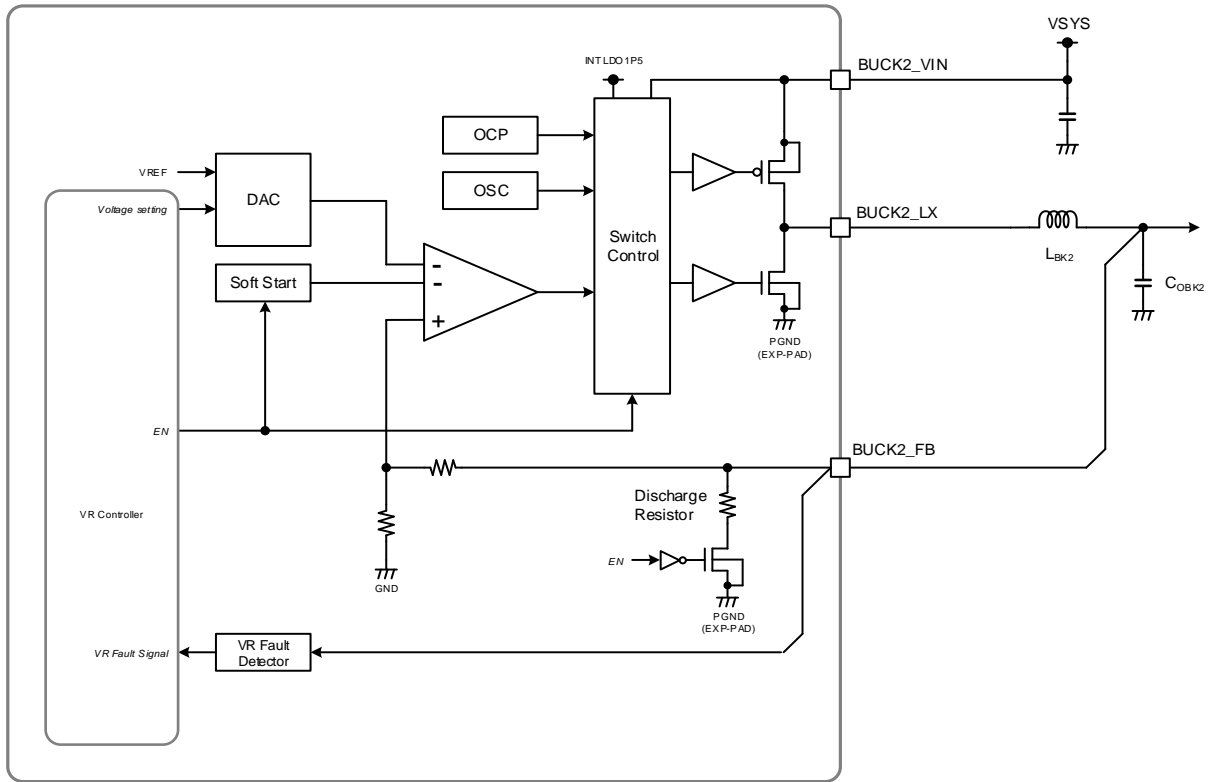 VSYS
BUCK2_VIN
INTLDO1P5
OCP
VREF
DAC
OSC
Voltage setting
BUCK2_LX
Switch
Control
LBK2
Soft Start
-
-
+
COBK2
PGND
(EXP-PAD)
EN
BUCK2_FB
Discharge
Resistor
VR Controller
EN
GND
PGND
(EXP-PAD)
VR Fault Signal
VR Fault
Detector